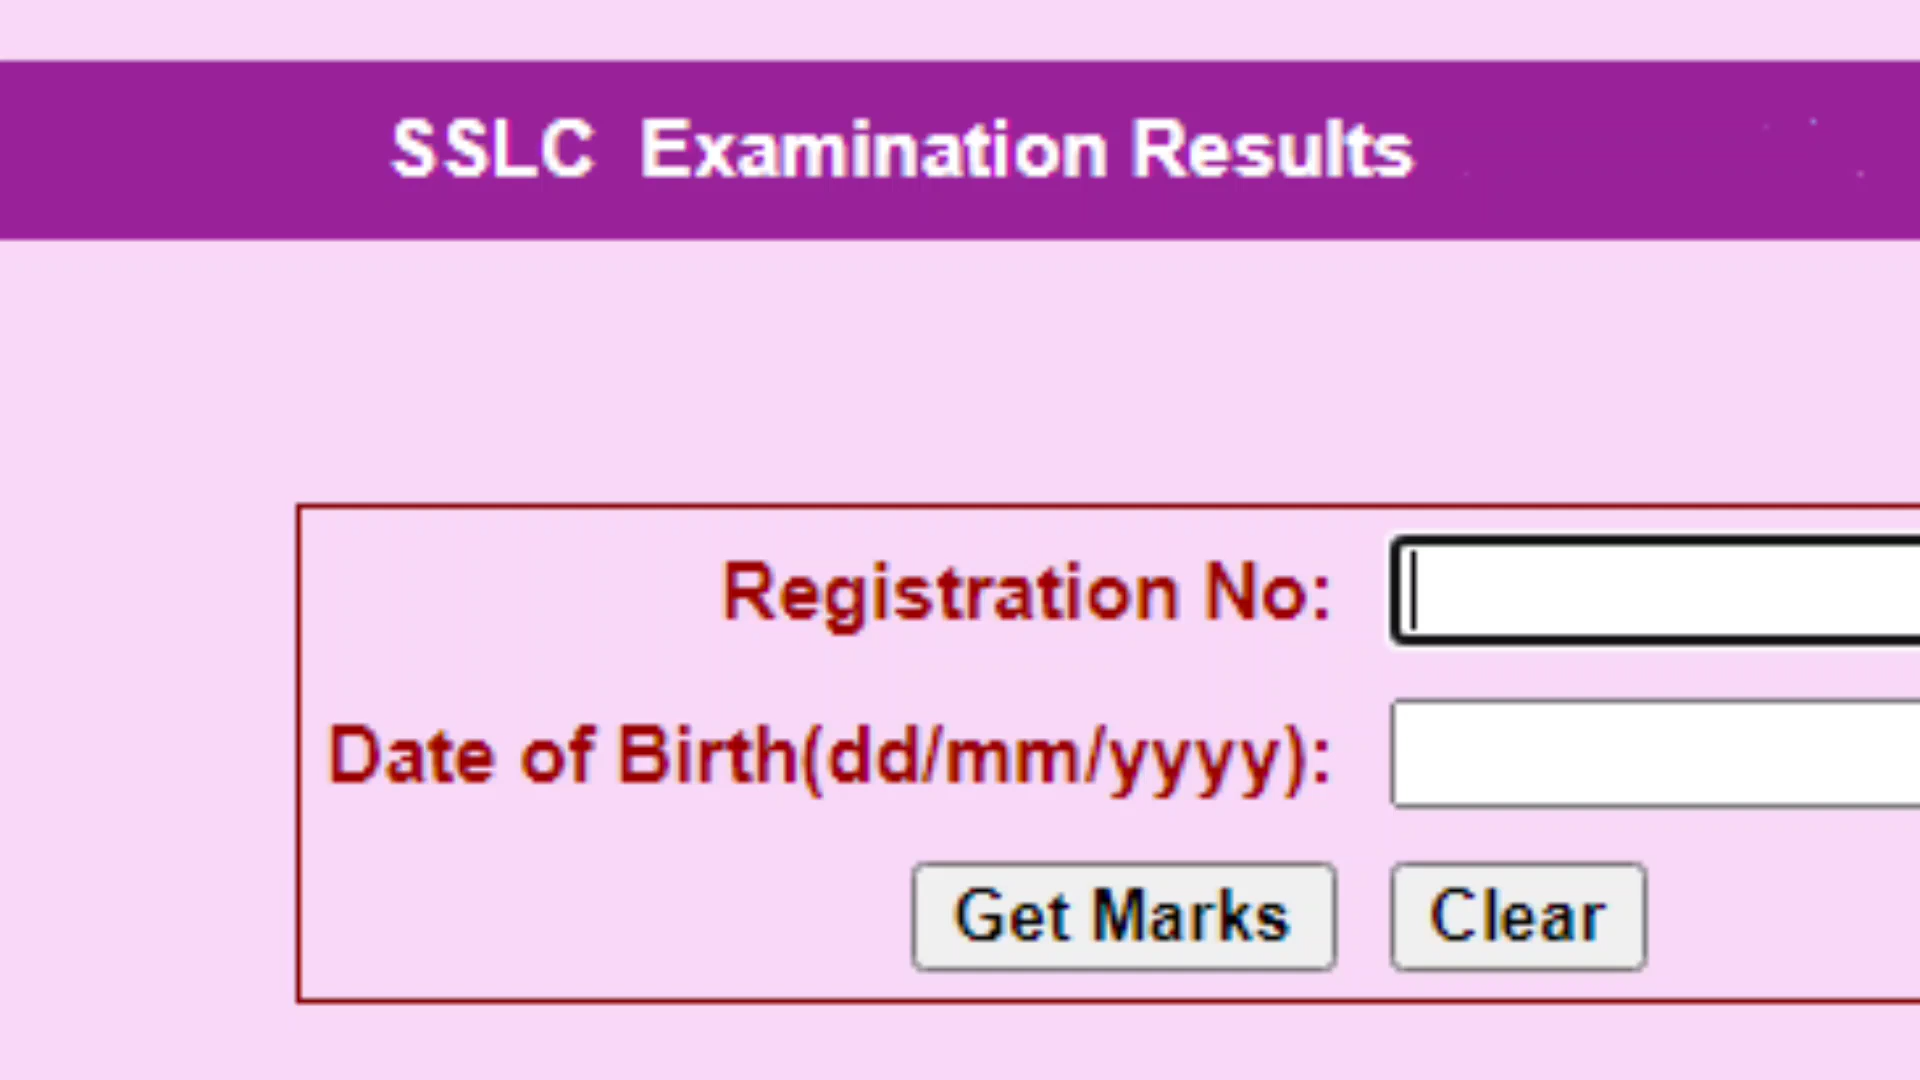 SSLC Examination Results
Registration No:
Date of Birth(dd/mm/yyyy):
Get Marks Clear